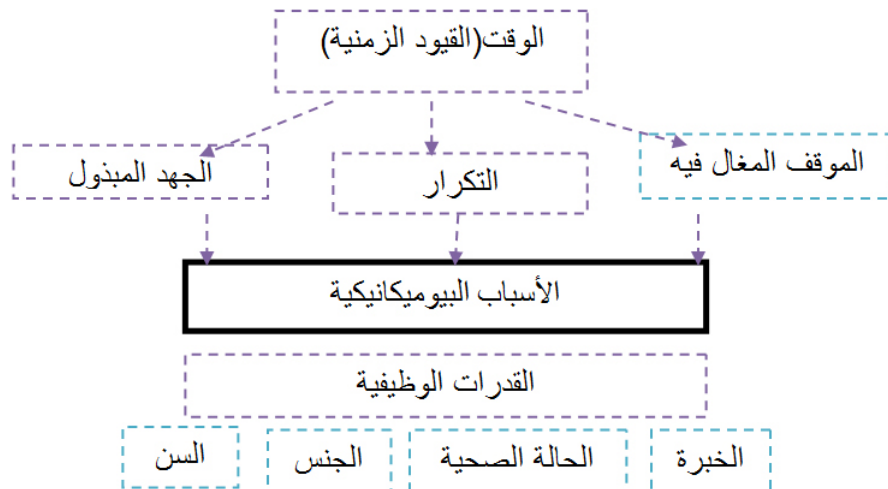 الوقت(القيود الزمنية)
الموقف المغال فيه
التكرار
الجهد المبذول
الأسباب البيوميكانيكية
القدرات الوظيفية
الخبرة
الحالة الصحية
الجنس
السن